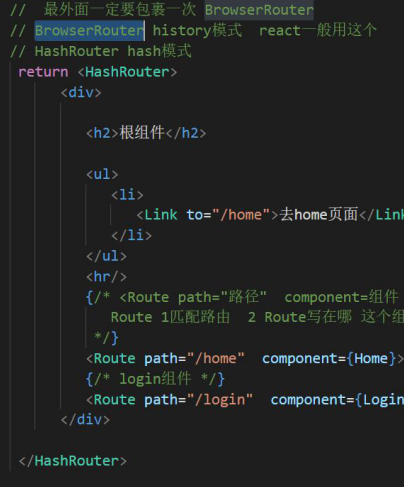 // 最外面一定要包裹一次 BrowserRouter
// BrowserRouter history模式 react一般用这个
// HashRouter hash模式
return <HashRouter>
<div>
<h2>根组件</h2>
<ul>
<li>
<Link to="/home">去home页面</Lin
</li>
</ul>
<hr/>
{/* <Route path="路径" component=组件
Route 1匹配路由 2 Route写在哪 这个组
*/}
<Route path="/home" component={Home}>
{/* login组件 */}
<Route path="/login" component={Login
</div>
</HashRouter>